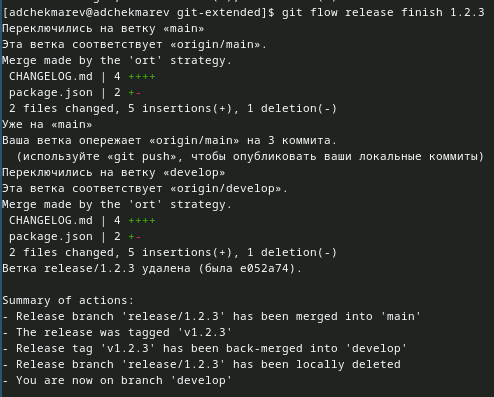 [adchekmarev@adchekmarev git-extended]$ git flow release finish 1.2.3
Переключились на ветку «main»
Эта ветка соответствует «origin/main».
Merge made by the 'ort' strategy.
CHANGELOG.md | 4 ++++
package.json | 2 +-
2 files changed, 5 insertions(+), 1 deletion(-)
Уже на «main»
Ваша ветка опережает «origin/main» на 3 коммита.
(используйте «git push», чтобы опубликовать ваши локальные коммиты)
Переключились на ветку «develop»
Эта ветка соответствует «origin/develop».
Merge made by the 'ort' strategy.
CHANGELOG.md | 4 ++++
package.json | 2 +-
2 files changed, 5 insertions(+), 1 deletion(-)
Ветка release/1.2.3 удалена (была e052a74).
Summary of actions:
- Release branch 'release/1.2.3' has been merged into 'main'
- The release was tagged 'v1.2.3'
- Release tag 'v1.2.3' has been back-merged into 'develop'
- Release branch 'release/1.2.3' has been locally deleted
- You are now on branch 'develop'